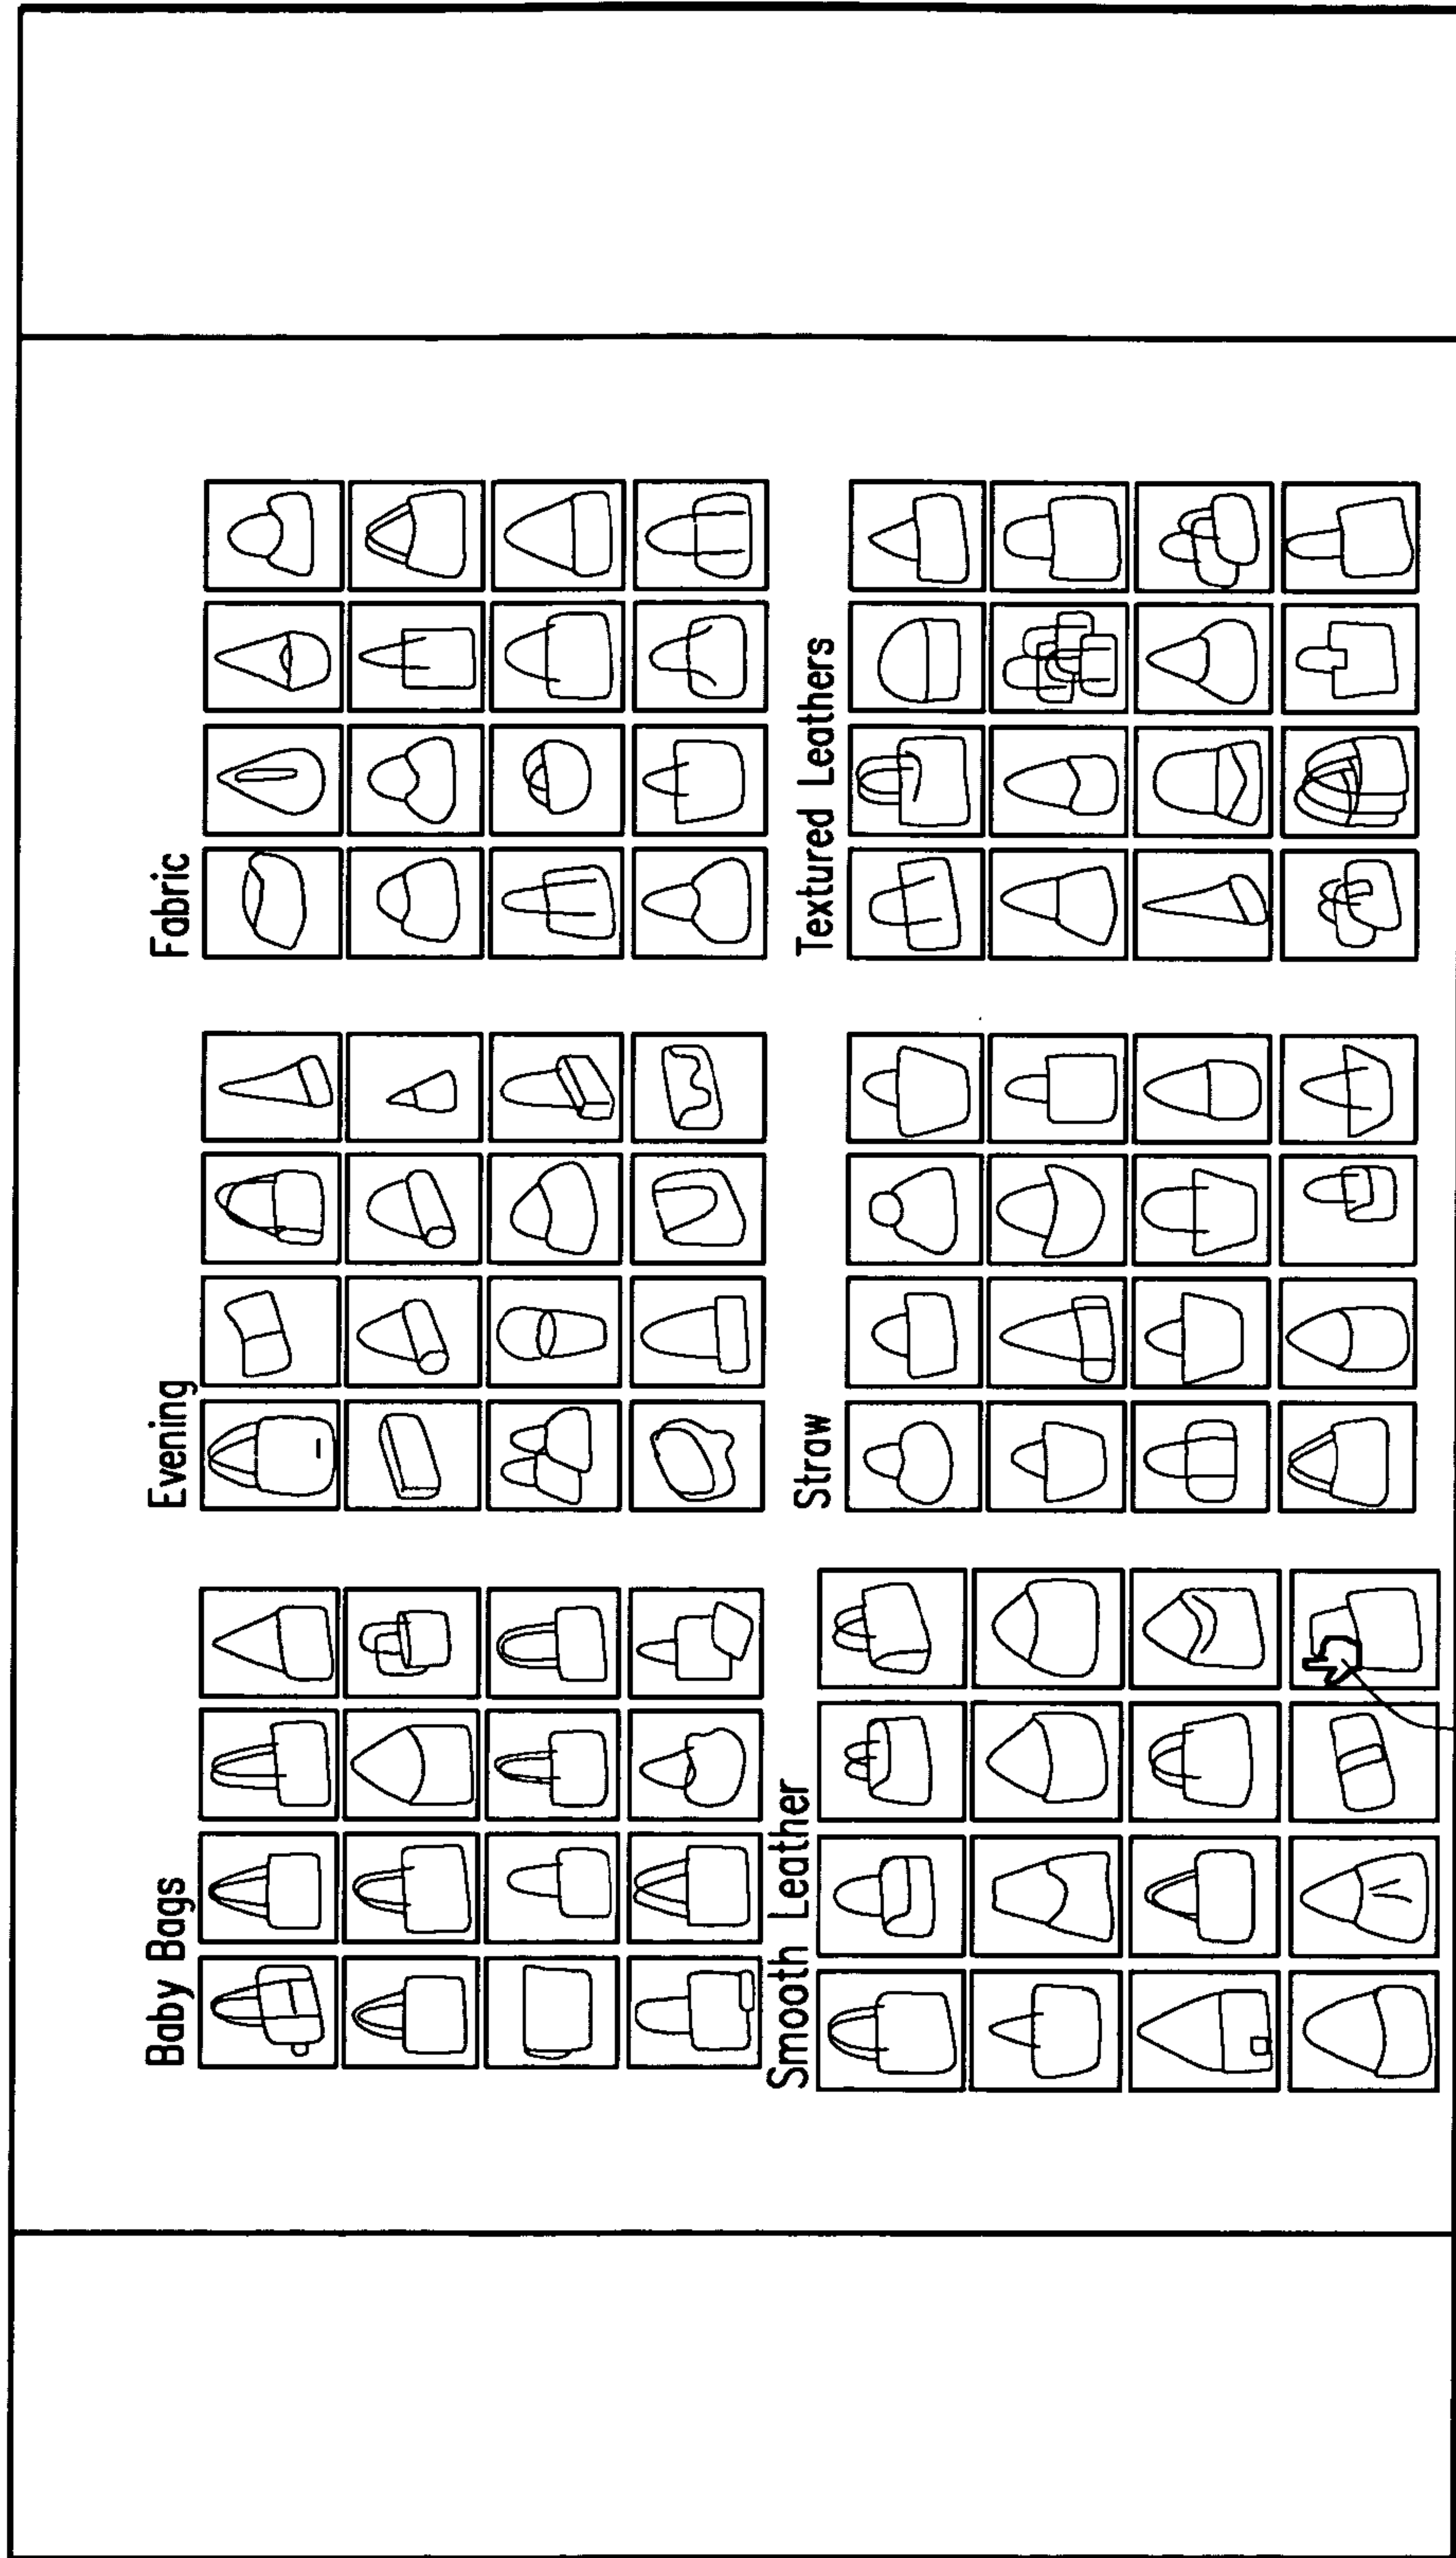 Baby Bags
Evening
Fabric
Smooth Leather
Straw
Textured Leathers